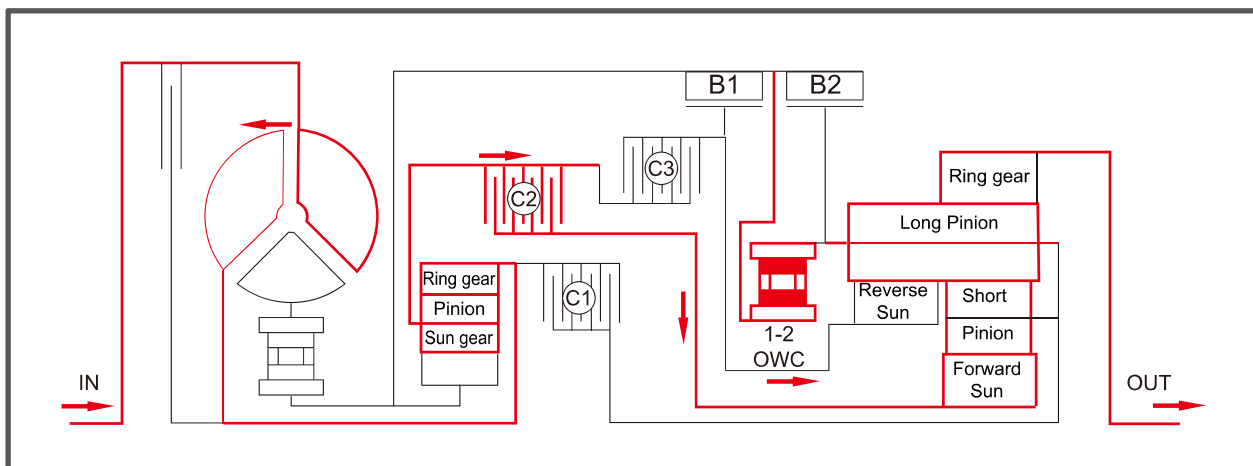 B1
B2
C3
Ring gear
C2
Long Pinion
Ring gear
C1
Reverse
Sun
Short
Pinion
Sun gear
1-2
OWC
Pinion
Forward
Sun
IN
OUT